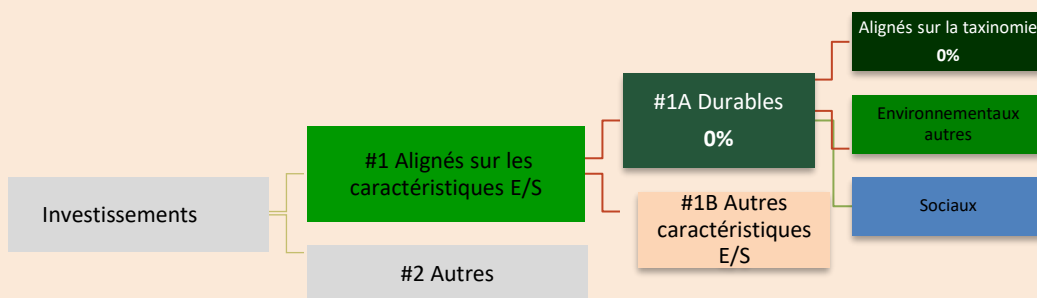 Investissements
#1 Alignés sur les
caractéristiques E/S
#2 Autres
#1A Durables
0%
#1B Autres
caractéristiques
E/S
Alignés sur la taxinomie
0%
Environnementaux
autres
Sociaux